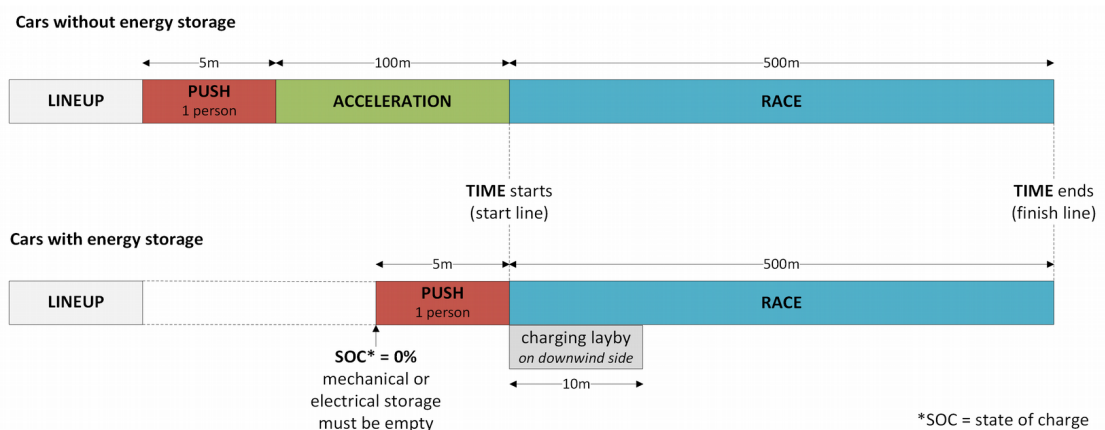 Cars without energy storage
5m
100m
500m
LINEUP
PUSH
1 person
ACCELERATION
RACE
TIME starts
(start line)
TIME ends
(finish line)
Cars with energy storage
5m
500m
LINEUP
PUSH
1 person
RACE
charging layby
on downwind side
10m
SOC* = 0%
mechanical or
electrical storage
must be empty
*SOC = state of charge